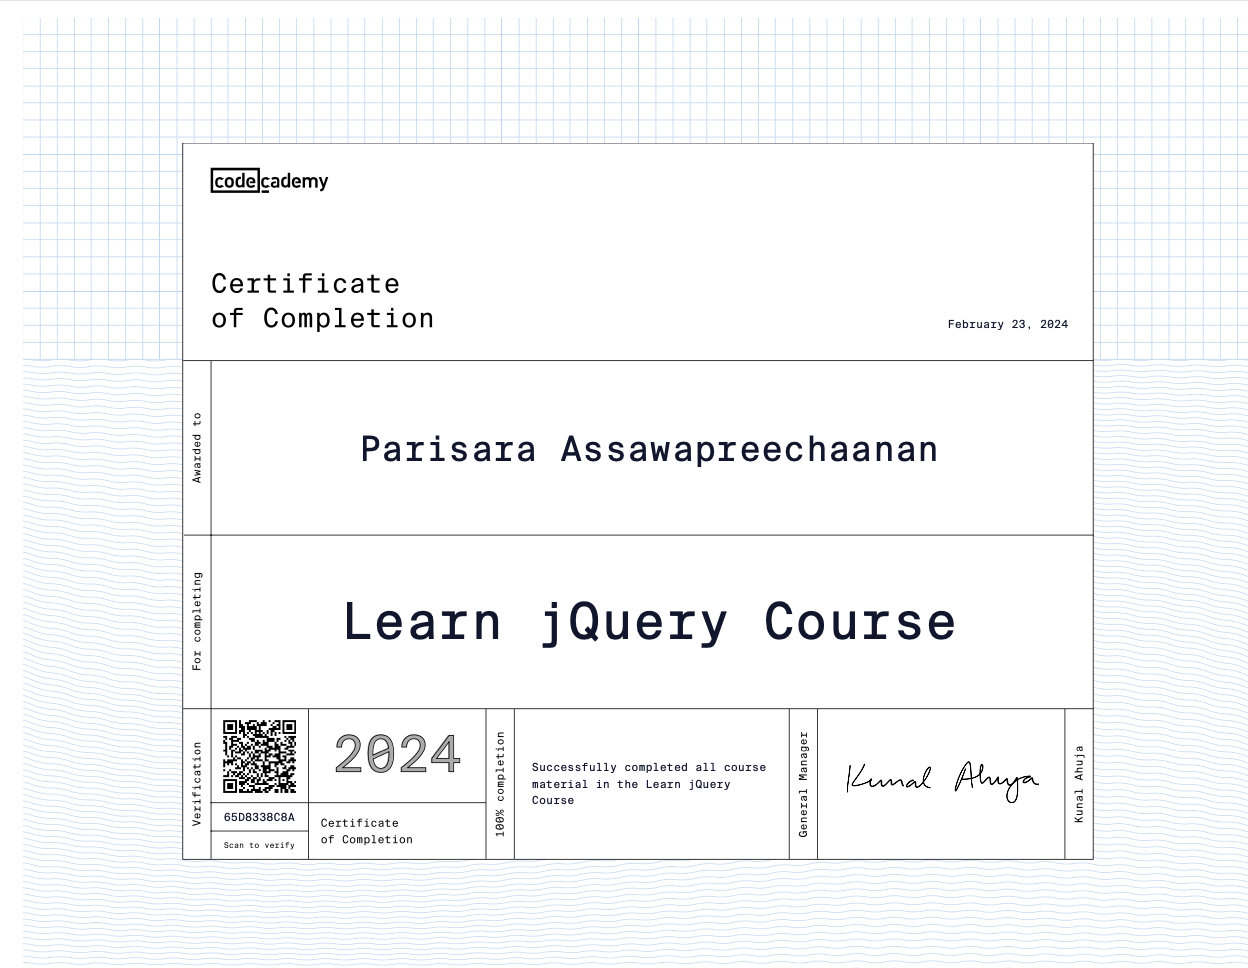 codecademy
Certificate
of Completion
February 23, 2024
Awarded to
Parisara Assawapreechaanan
For completing
Learn jQuery Course
Verification
65D8338C8A
Scan to verify
2024
Certificate
of Completion
100% completion
Successfully completed all course
material in the Learn jQuery
Course
General Manager
Kunal Ahuja
Kunal Ahuja